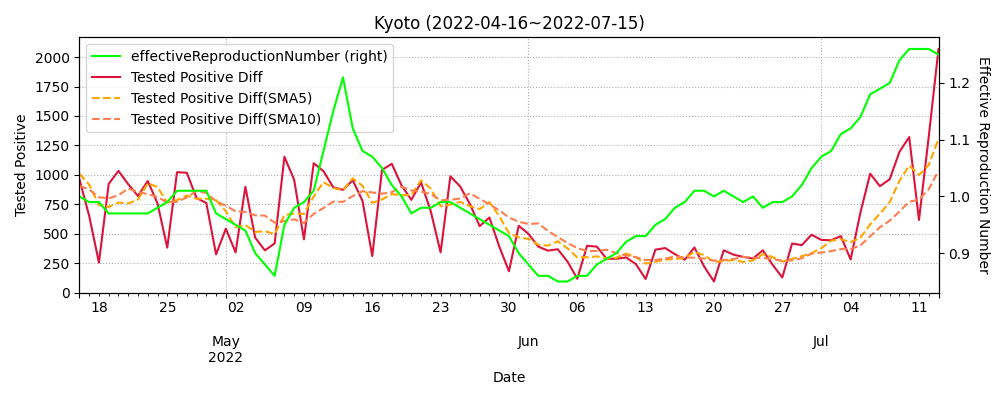 Kyoto (2022-04-16~2022-07-15)
effectiveReproductionNumber (right)
Tested Positive Diff
Tested Positive Diff(SMA5)
Tested Positive Diff(SMA10)
Tested Positive
2000
1750
1500
1250
1000
750
500
250
0
1.2
1.1
1.0
0.9
Effective Reproduction Number
18 25 02 09 16 23 30 06 13 20 27 04 11
May Jun Jul
2022
Date